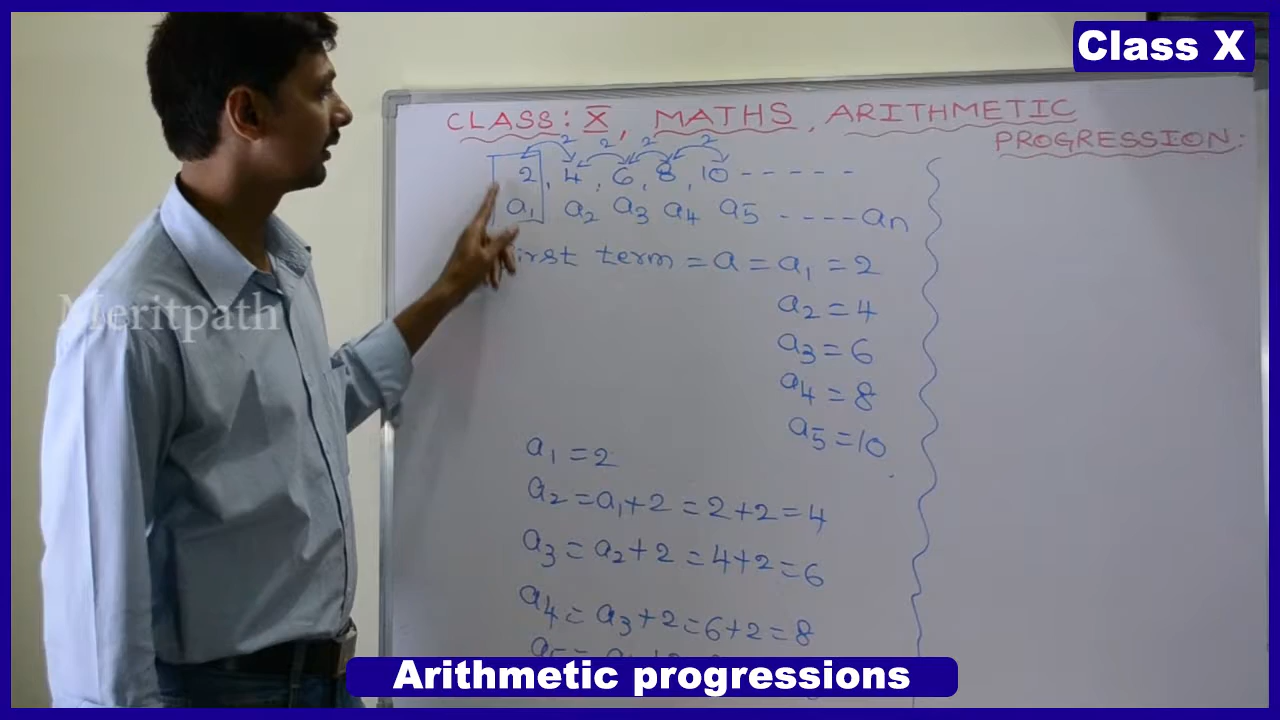 Class X
CLASS: X, MATHS, ARITHMETIC
PROGRESSION:
2 2 2 2
2, 4, 6, 8, 10 - - - - -
a1 a2 a3 a4 a5 - - - - an
irst term = a = a1 = 2
a2 = 4
Meritpath
a3 = 6
a4 = 8
a5 = 10
a1 = 2
a2 = a1 + 2 = 2 + 2 = 4
a3 = a2 + 2 = 4 + 2 = 6
a4 = a3 + 2 = 6 + 2 = 8
Arithmetic progressions